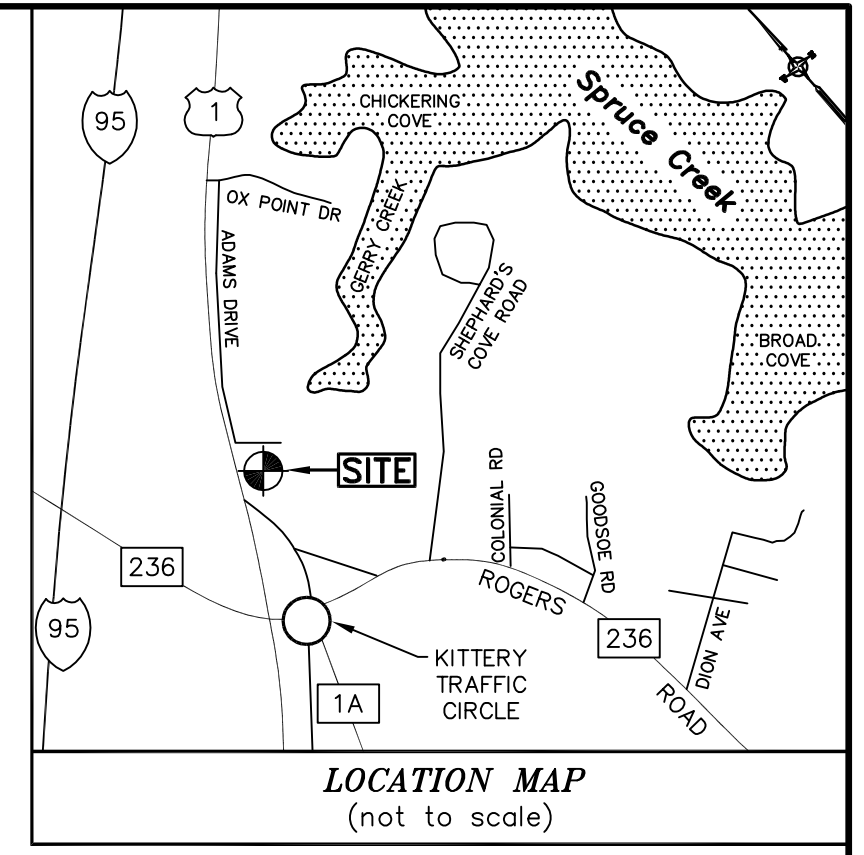 95
1
CHICKERING
COVE
Spruce Creek
OX POINT DR
GERRY CREEK
ADAMS DRIVE
SHEPHARD'S
COVE ROAD
BROAD
COVE
SITE
COLONIAL RD
GOODSOE RD
236
ROGERS
95
236
DION AVE
KITTERY
TRAFFIC
CIRCLE
1A
ROAD
LOCATION MAP
(not to scale)